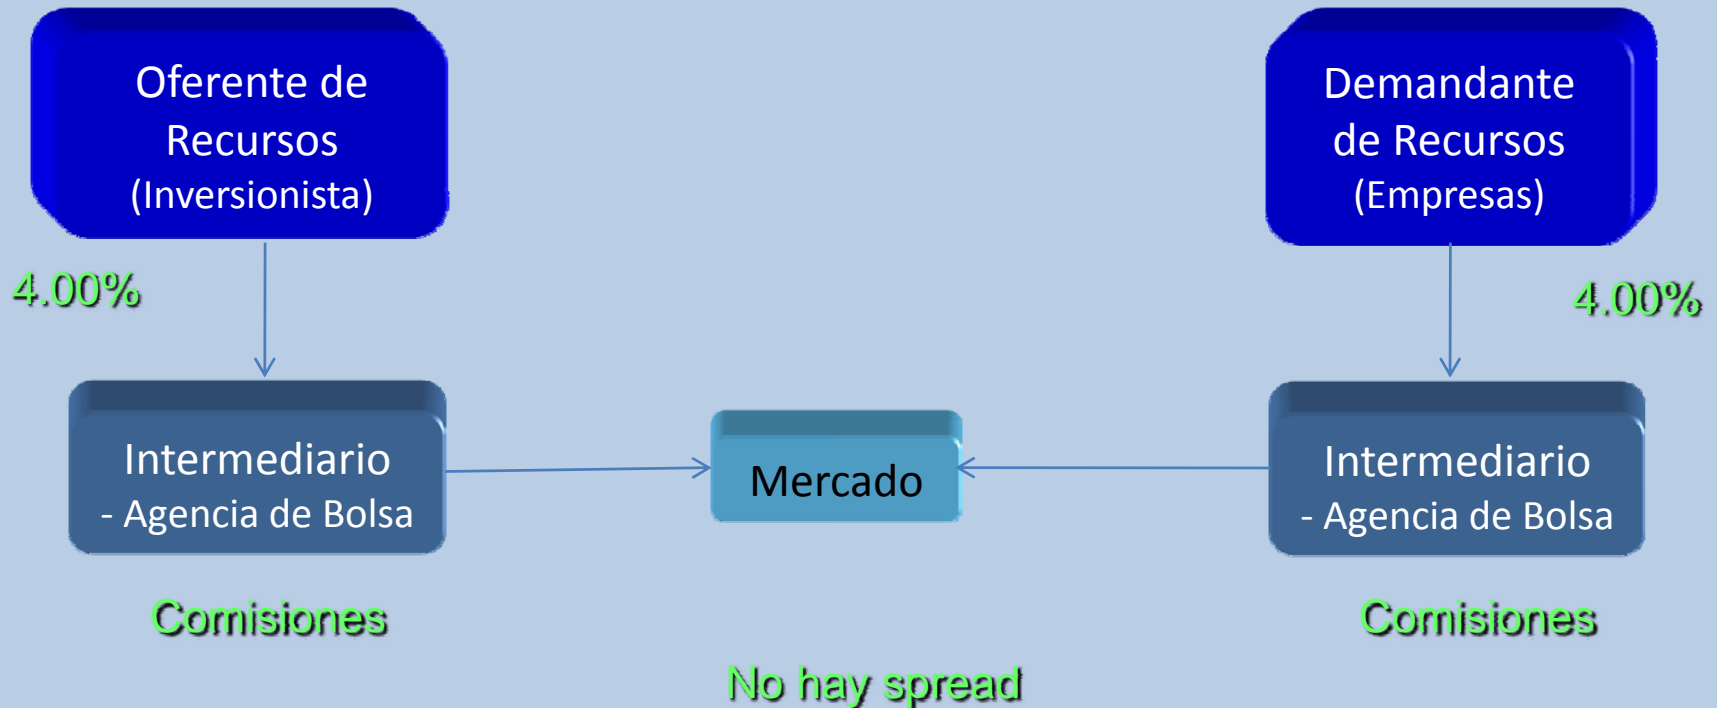 Oferente de
Recursos
(Inversionista)
Demandante
de Recursos
(Empresas)
4.00%
4.00%
Intermediario
- Agencia de Bolsa
Mercado
Intermediario
- Agencia de Bolsa
Comisiones
Comisiones
No hay spread